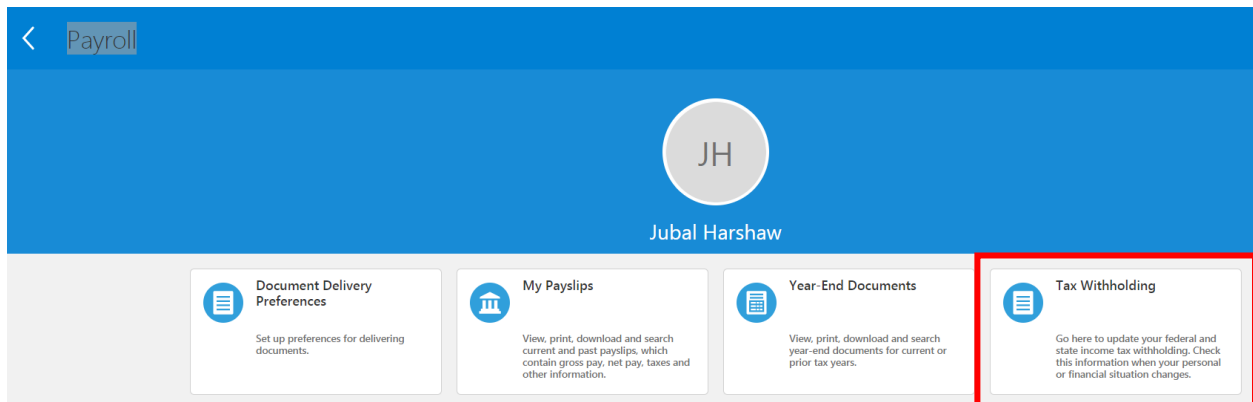 Payroll
JH
Jubal Harshaw
Document Delivery
Preferences
Set up preferences for delivering
documents.
My Payslips
View, print, download and search
current and past payslips, which
contain gross pay, net pay, taxes and
other information.
Year-End Documents
View, print, download and search
year-end documents for current or
prior tax years.
Tax Withholding
Go here to update your federal and
state income tax withholding. Check
this information when your personal
or financial situation changes.